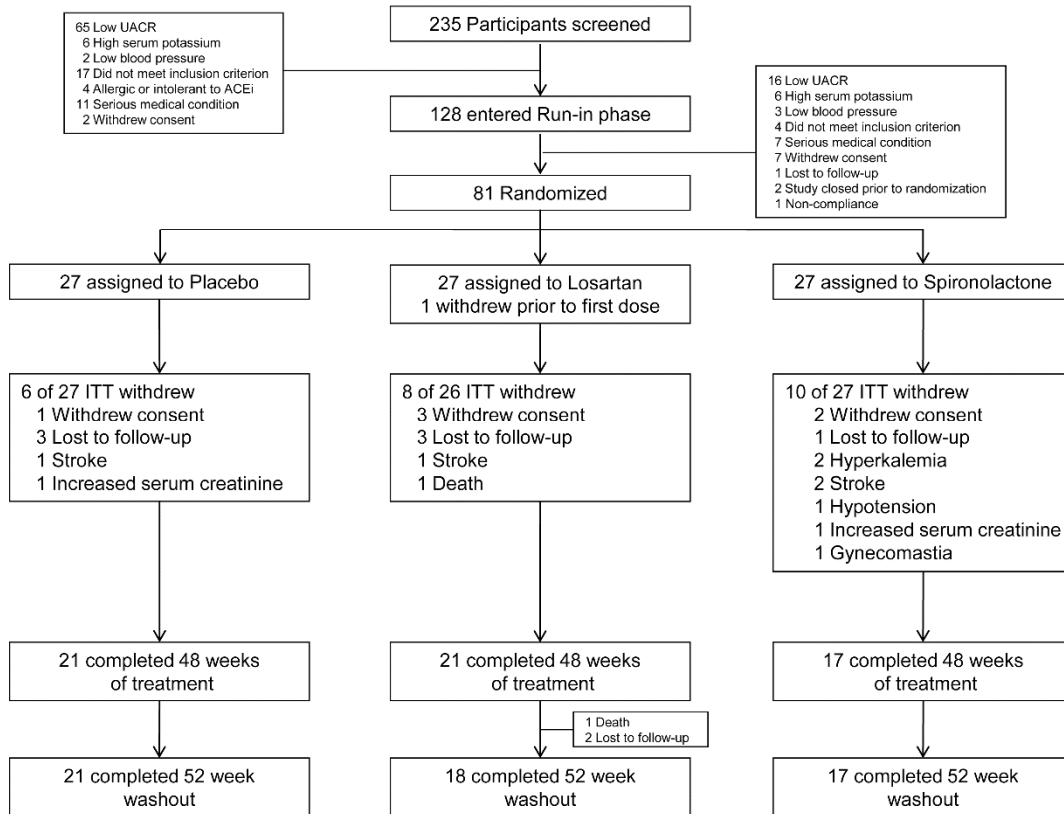 235 Participants screened
65 Low UACR
6 High serum potassium
2 Low blood pressure
17 Did not meet inclusion criterion
4 Allergic or intolerant to ACEi
11 Serious medical condition
2 Withdrew consent
128 entered Run-in phase
16 Low UACR
6 High serum potassium
3 Low blood pressure
4 Did not meet inclusion criterion
7 Serious medical condition
7 Withdrew consent
1 Lost to follow-up
2 Study closed prior to randomization
1 Non-compliance
81 Randomized
27 assigned to Placebo
27 assigned to Losartan
1 withdrew prior to first dose
27 assigned to Spironolactone
6 of 27 ITT withdrew
1 Withdrew consent
3 Lost to follow-up
1 Stroke
1 Increased serum creatinine
8 of 26 ITT withdrew
3 Withdrew consent
3 Lost to follow-up
1 Stroke
1 Death
10 of 27 ITT withdrew
2 Withdrew consent
1 Lost to follow-up
2 Hyperkalemia
2 Stroke
1 Hypotension
1 Increased serum creatinine
1 Gynecomastia
21 completed 48 weeks
of treatment
21 completed 48 weeks
of treatment
17 completed 48 weeks
of treatment
1 Death
2 Lost to follow-up
21 completed 52 week
washout
18 completed 52 week
washout
17 completed 52 week
washout